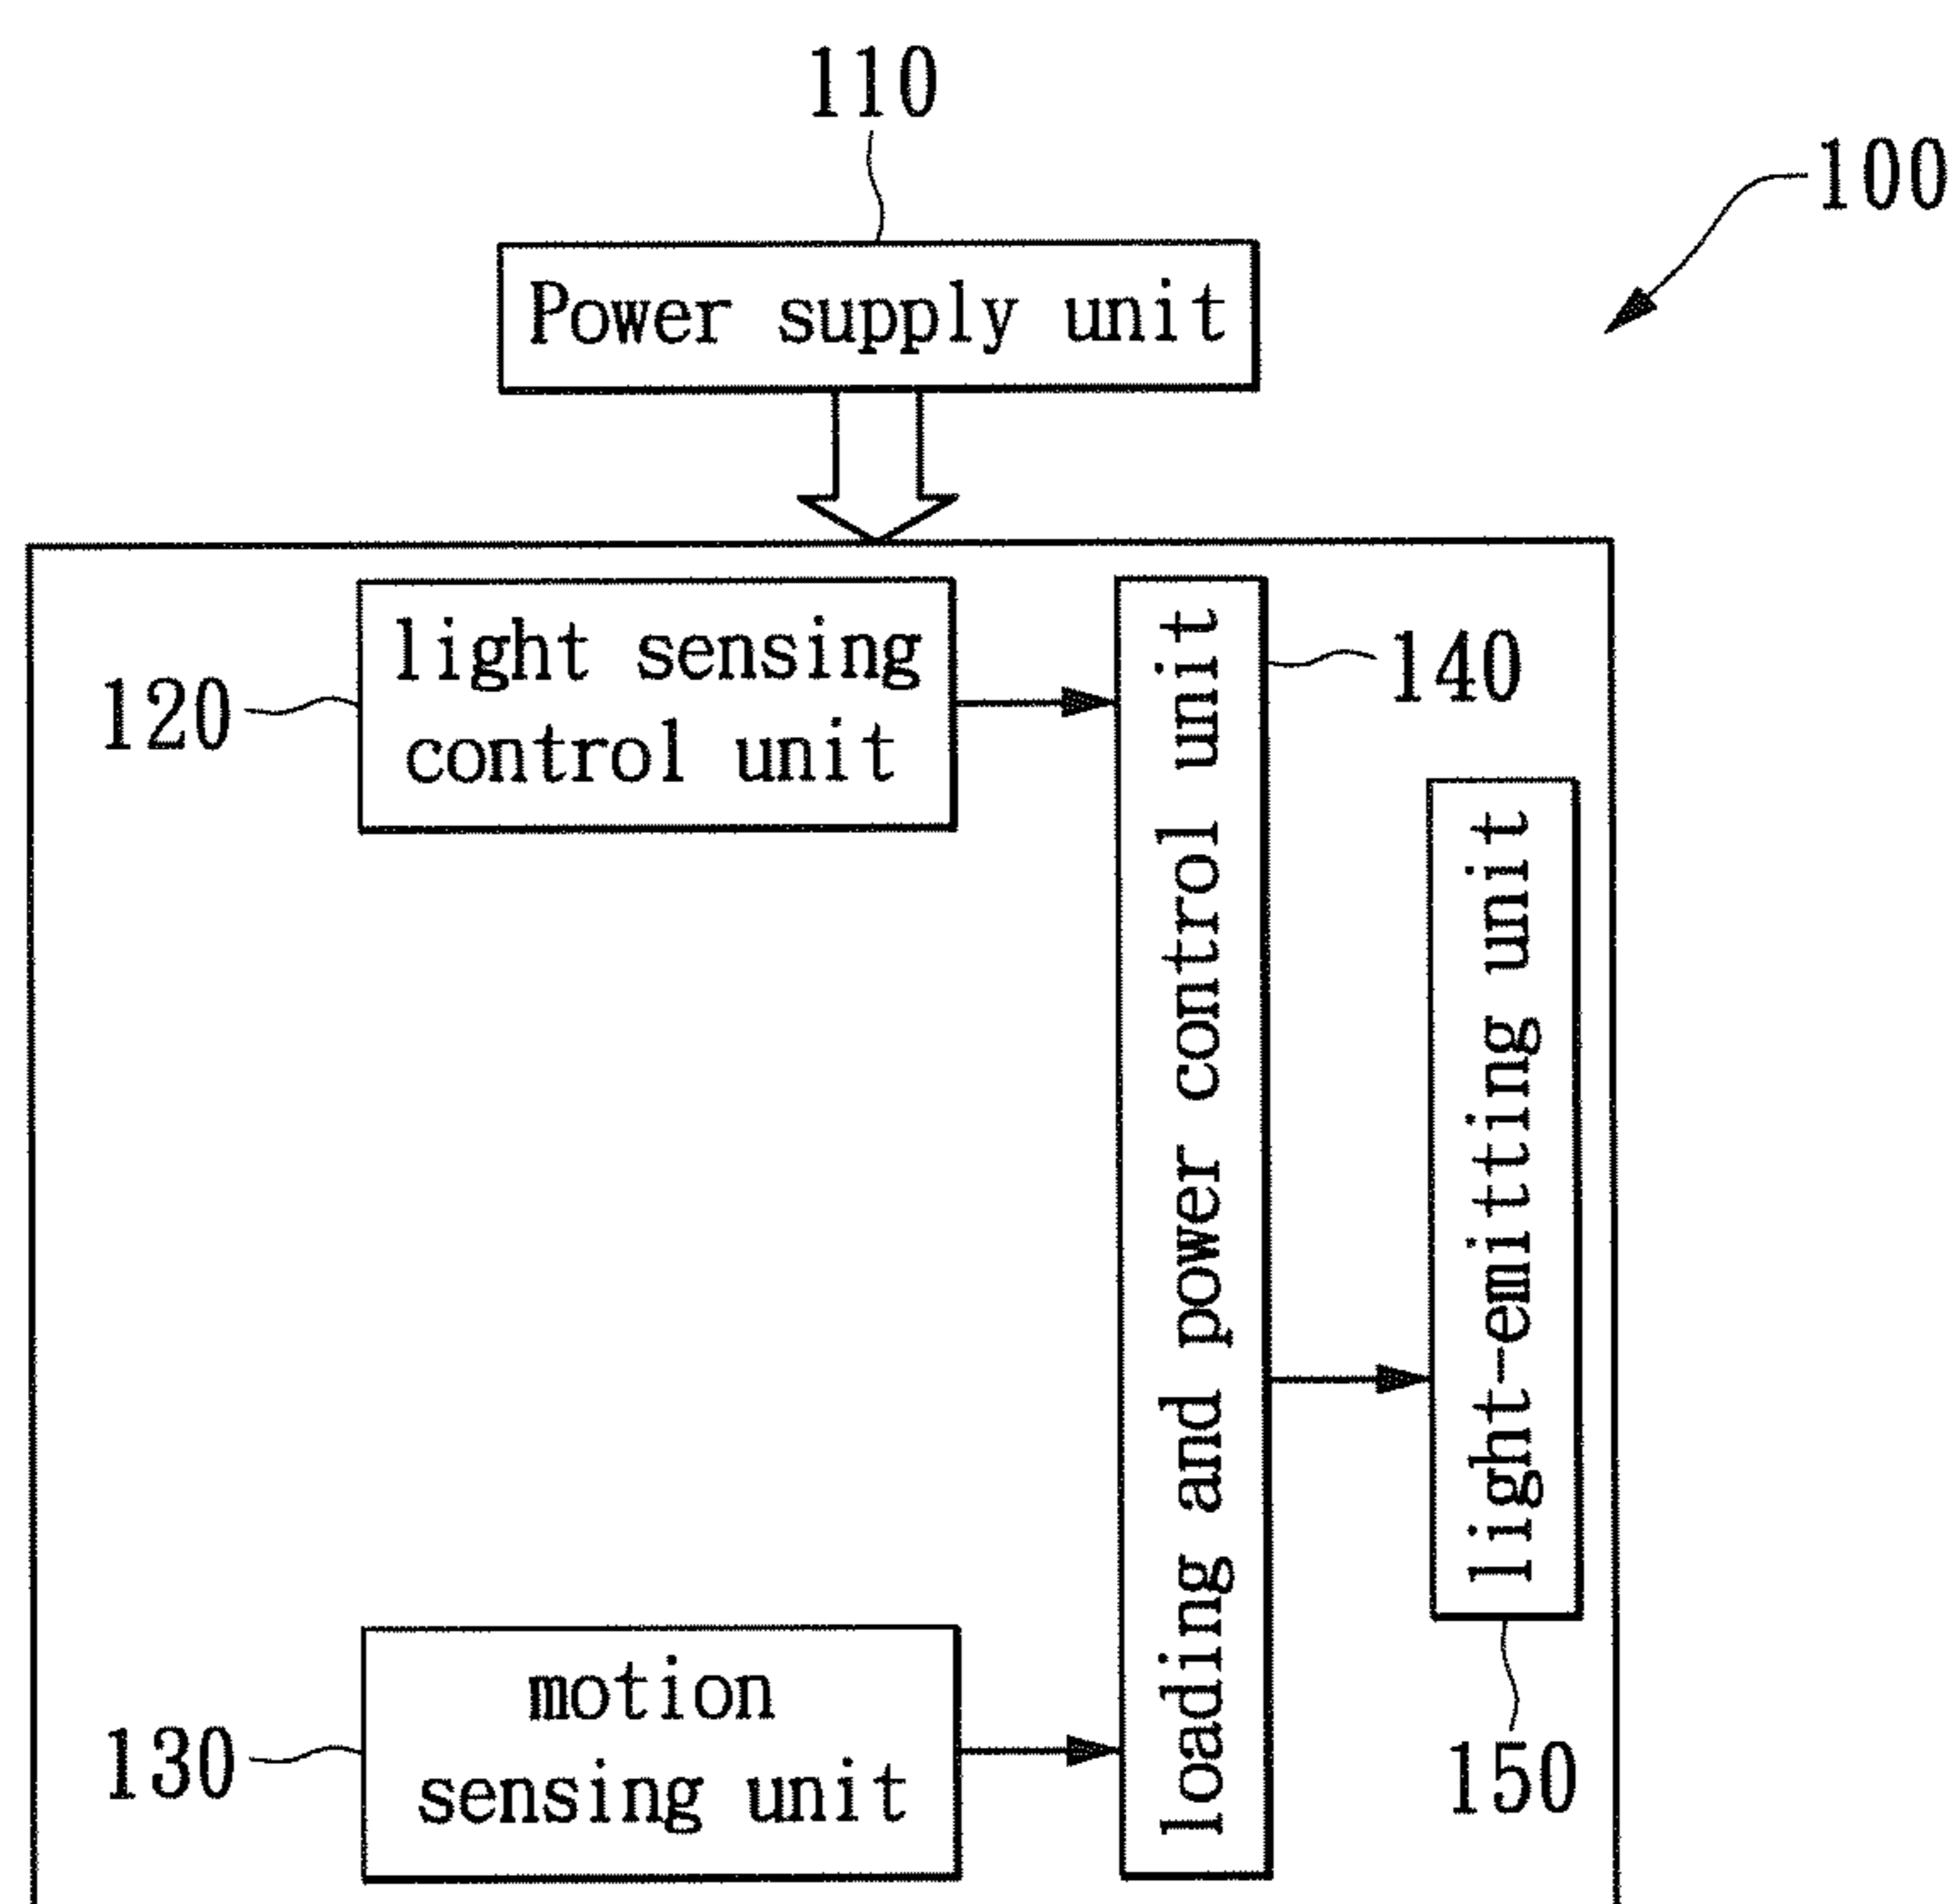 110
100
Power supply unit
light sensing
control unit
120
140
loading and power control unit
light-emitting unit
motion
sensing unit
130
150